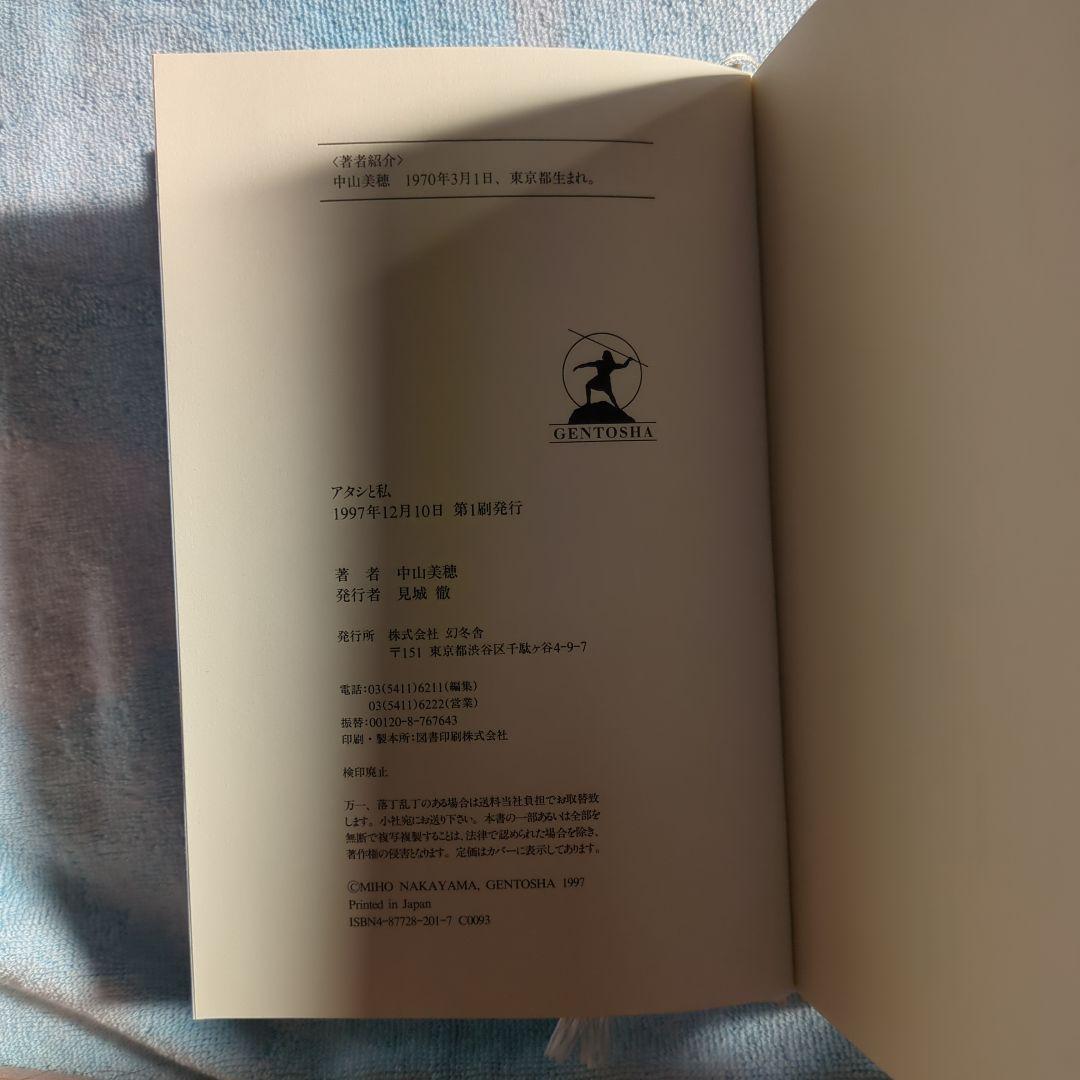 〈著者紹介〉
中山美穂　1970年3月1日、東京都生まれ。
GENTOSHA
アタシと私
1997年12月10日 第1刷発行
著　者　中山美穂
発行者　見城 徹
発行所　株式会社 幻冬舎
〒151 東京都渋谷区千駄ヶ谷4-9-7
電話:03(5411)6211(編集)
03(5411)6222(営業)
振替:00120-8-767643
印刷・製本所:図書印刷株式会社
検印廃止
万一、落丁乱丁のある場合は送料当社負担でお取替致
します。小社宛にお送り下さい。本書の一部あるいは全部を
無断で複写複製することは、法律で認められた場合を除き、
著作権の侵害となります。定価はカバーに表示してあります。
©MIHO NAKAYAMA, GENTOSHA 1997
Printed in Japan
ISBN4-87728-201-7 C0093